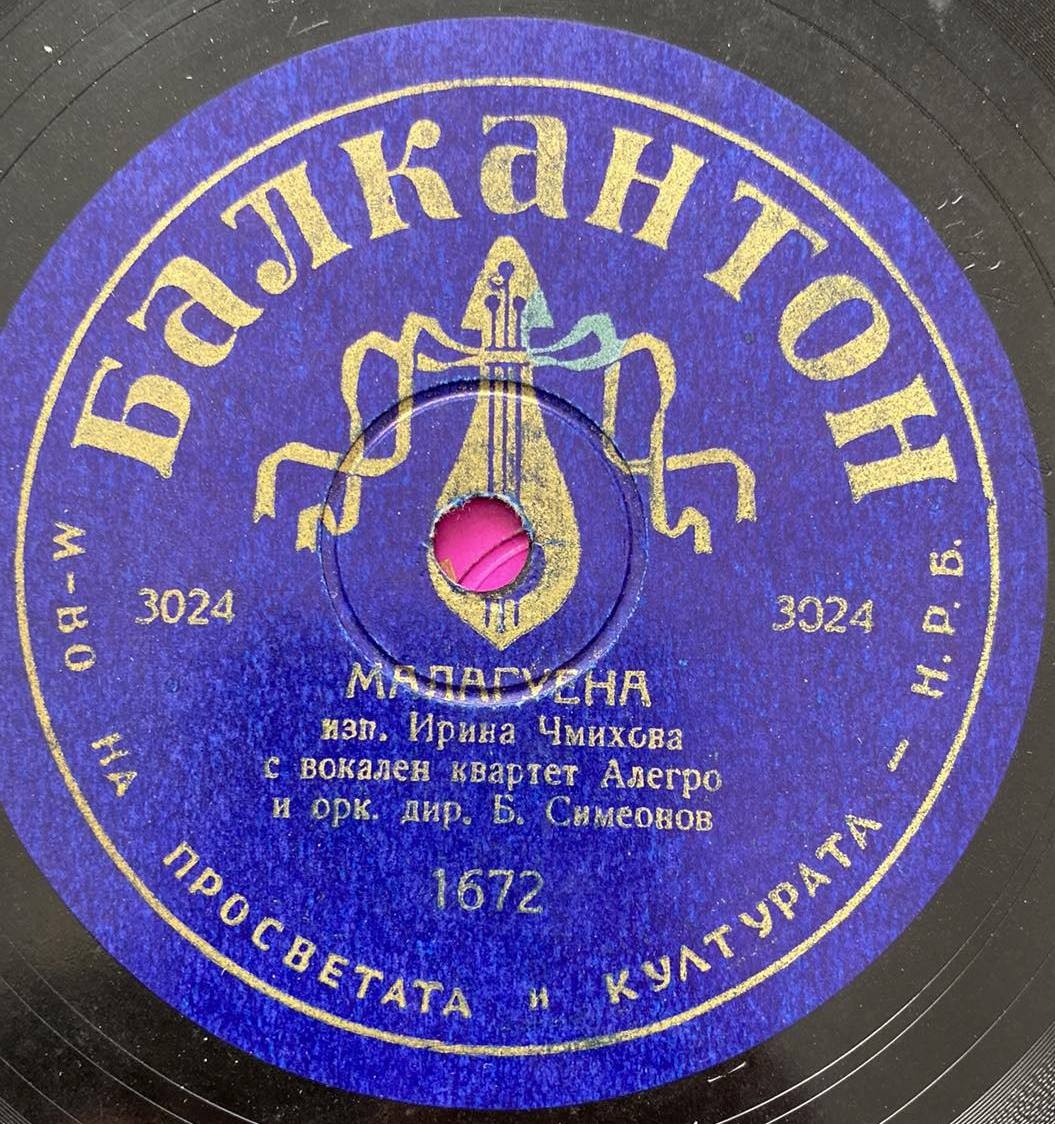 Балкантон
М-во НА ПРОСВЕТАТА и КУЛТУРАТА – Н.Р.Б.
3024 3024
МАЛАГУЕНА
изп. Ирина Чмихова
с вокален квартет Алегро
и орк. дир. Б. Симеонов
1672